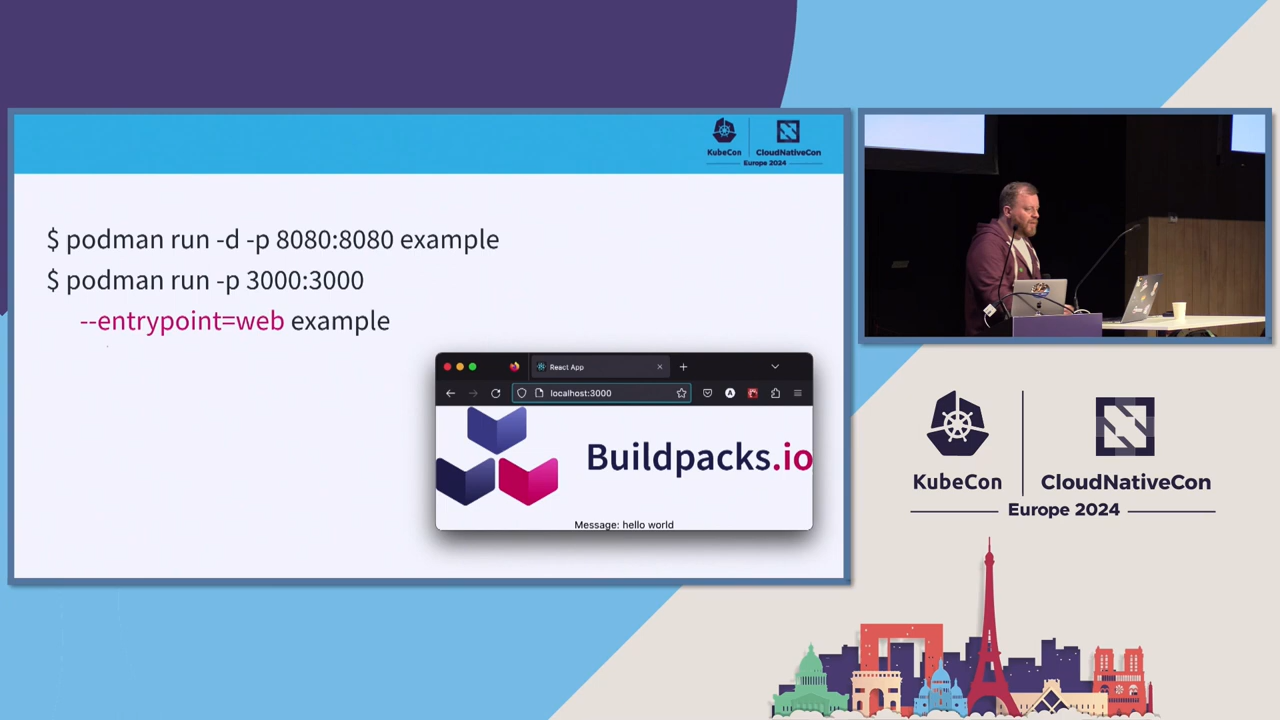 KubeCon
CloudNativeCon
Europe 2024
$ podman run -d -p 8080:8080 example
$ podman run -p 3000:3000
--entrypoint=web example
React App
localhost:3000
Buildpacks.io
Message: hello world
KubeCon
CloudNativeCon
Europe 2024